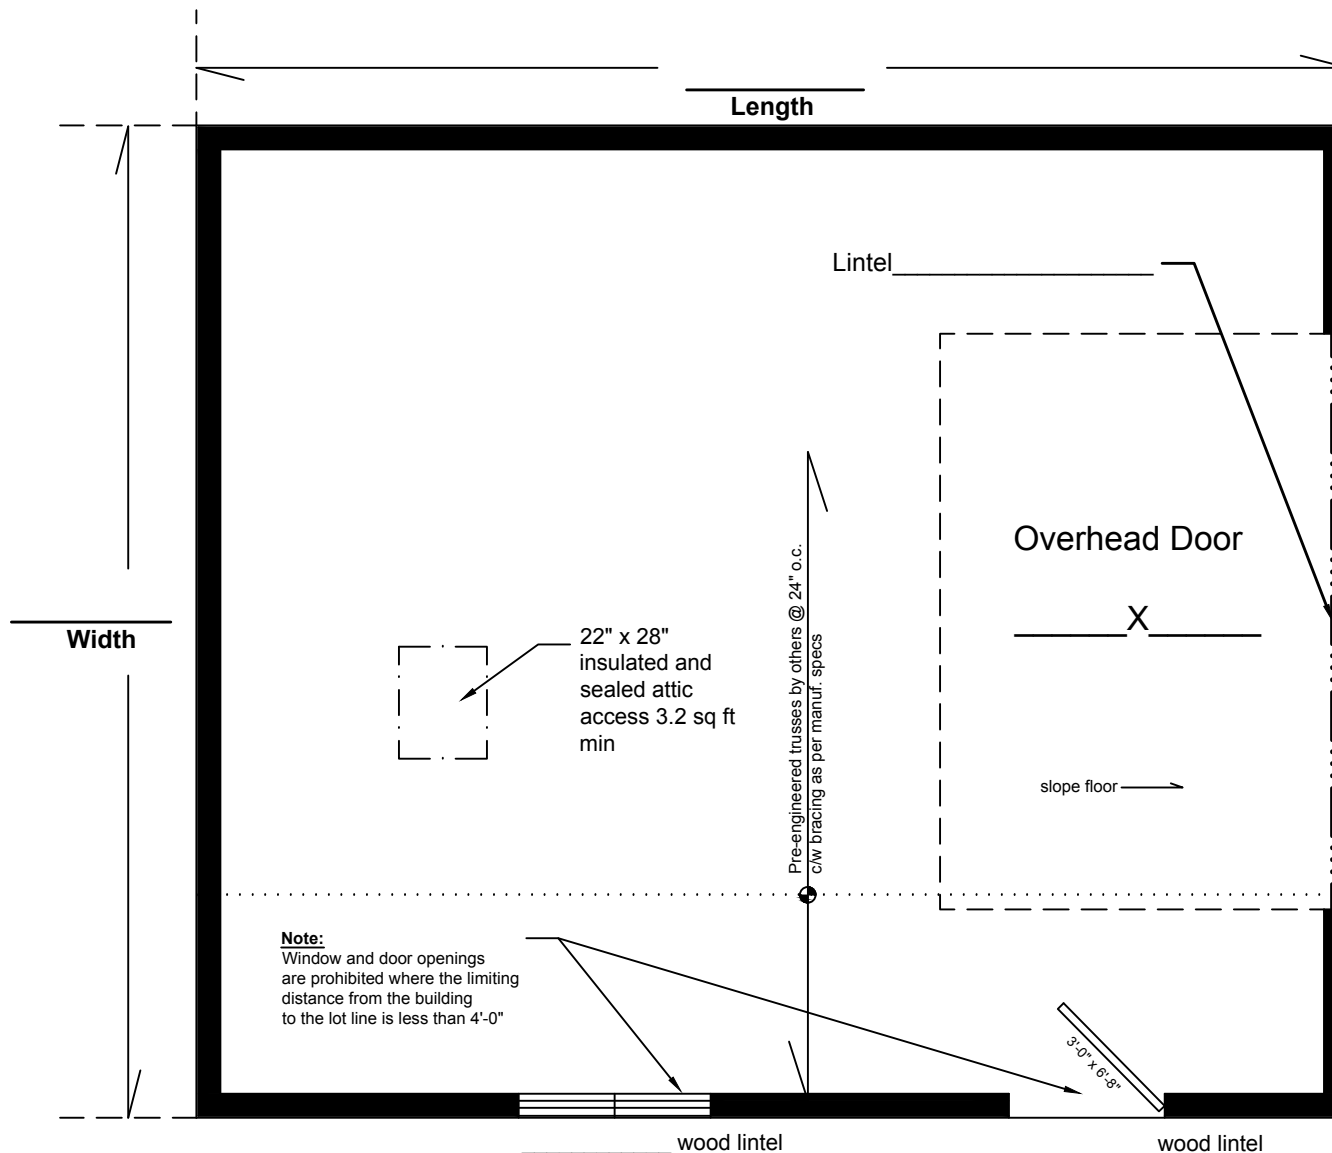 Length
Lintel____________________
Overhead Door
_______X_______
Pre-engineered trusses by others @ 24" o.c.
c/w bracing as per manuf. specs
Width
22" x 28"
insulated and
sealed attic
access 3.2 sq ft
min
slope floor
Note:
Window and door openings
are prohibited where the limiting
distance from the building
to the lot line is less than 4'-0"
3'-0" x 6'-8"
______________ wood lintel
wood lintel